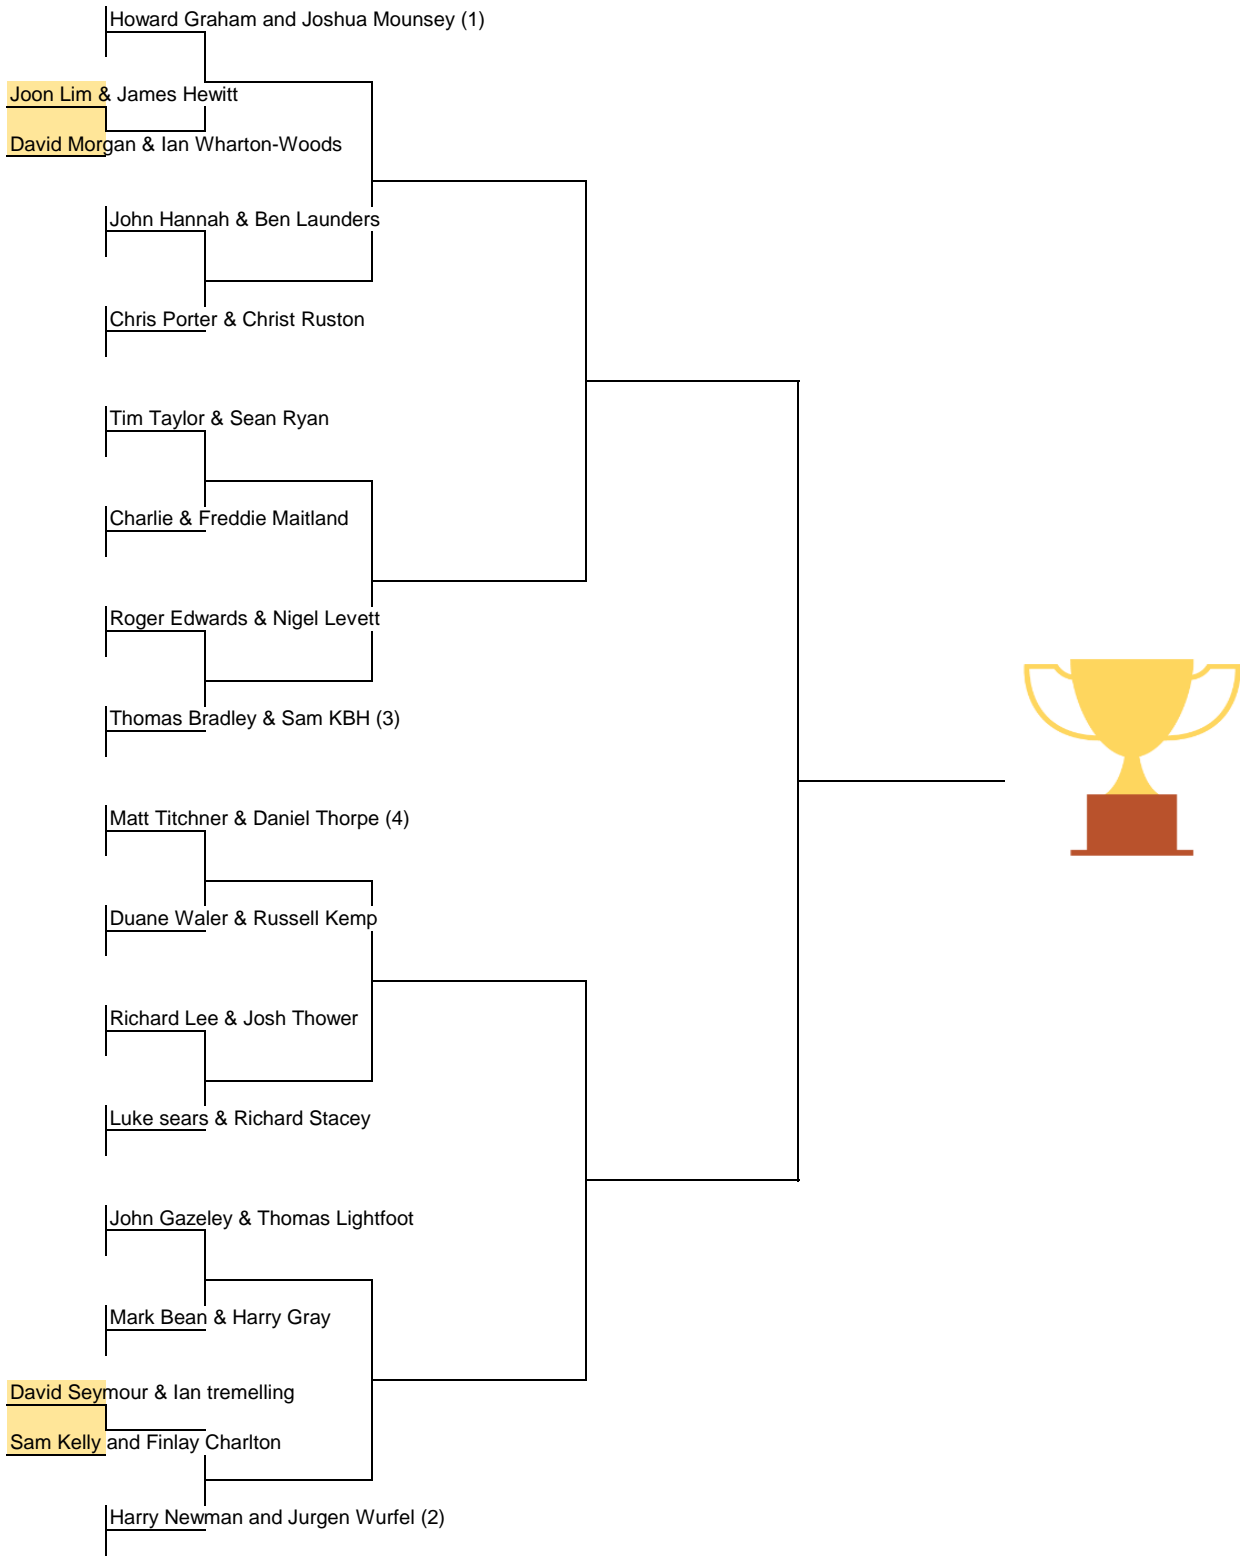 Howard Graham and Joshua Mounsey (1)
Joon Lim & James Hewitt
David Morgan & Ian Wharton-Woods
John Hannah & Ben Launders
Chris Porter & Christ Ruston
Tim Taylor & Sean Ryan
Charlie & Freddie Maitland
Roger Edwards & Nigel Levett
Thomas Bradley & Sam KBH (3)
Matt Titchner & Daniel Thorpe (4)
Duane Waler & Russell Kemp
Richard Lee & Josh Thower
Luke sears & Richard Stacey
John Gazeley & Thomas Lightfoot
Mark Bean & Harry Gray
David Seymour & Ian tremelling
Sam Kelly and Finlay Charlton
Harry Newman and Jurgen Wurfel (2)